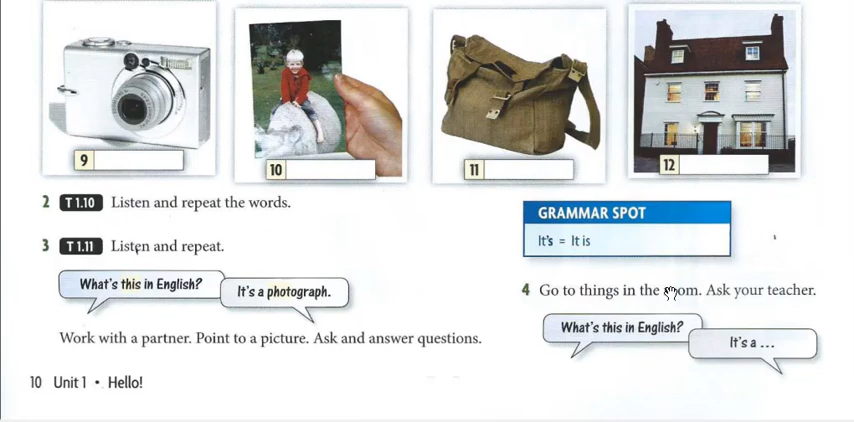 9
10
11
12
2 T 1.10 Listen and repeat the words.
3 T 1.11 Listen and repeat.
What's this in English?
It's a photograph.
Work with a partner. Point to a picture. Ask and answer questions.
GRAMMAR SPOT
It's = It is
4 Go to things in the room. Ask your teacher.
What's this in English?
It's a ...
10 Unit 1 • Hello!